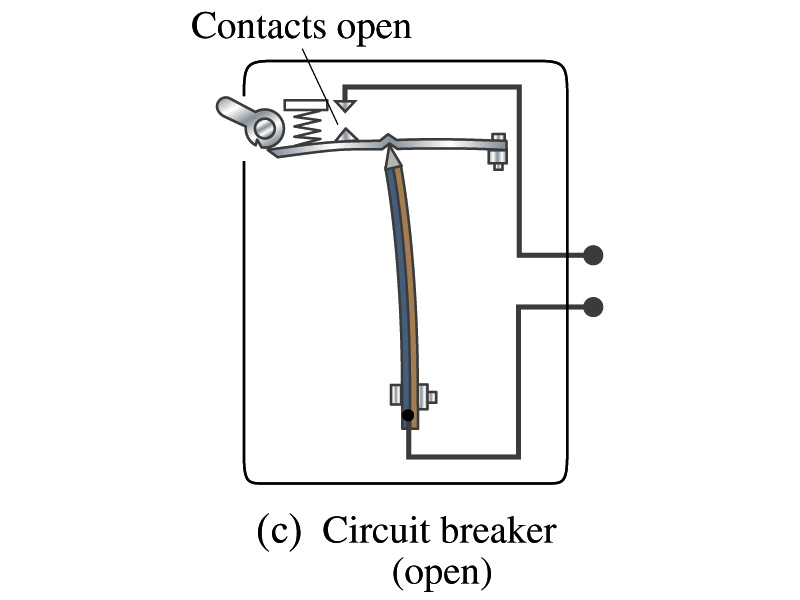 Contacts open
(c) Circuit breaker
(open)